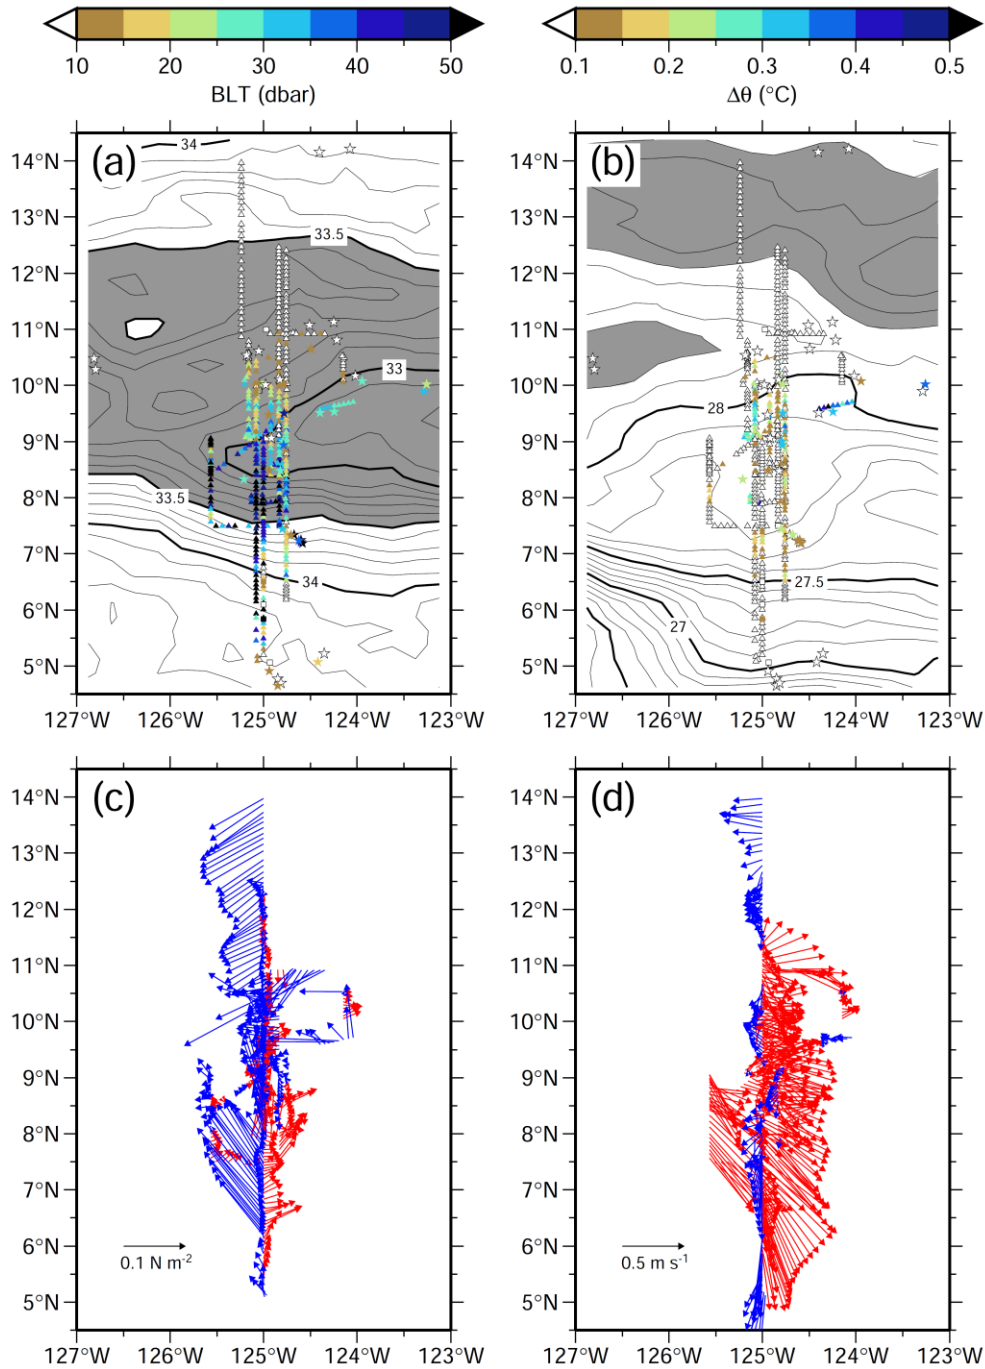 10 20 30 40 50
BLT (dbar)
0.1 0.2 0.3 0.4 0.5
Δθ (°C)
(a)
14°N
13°N
12°N
11°N
10°N
9°N
8°N
7°N
6°N
5°N
34
33.5
33
33.5
34
127°W 126°W 125°W 124°W 123°W
(b)
14°N
13°N
12°N
11°N
10°N
9°N
8°N
7°N
6°N
5°N
28
27.5
27
127°W 126°W 125°W 124°W 123°W
(c)
14°N
13°N
12°N
11°N
10°N
9°N
8°N
7°N
6°N
5°N
0.1 N m⁻²
127°W 126°W 125°W 124°W 123°W
(d)
14°N
13°N
12°N
11°N
10°N
9°N
8°N
7°N
6°N
5°N
0.5 m s⁻¹
127°W 126°W 125°W 124°W 123°W